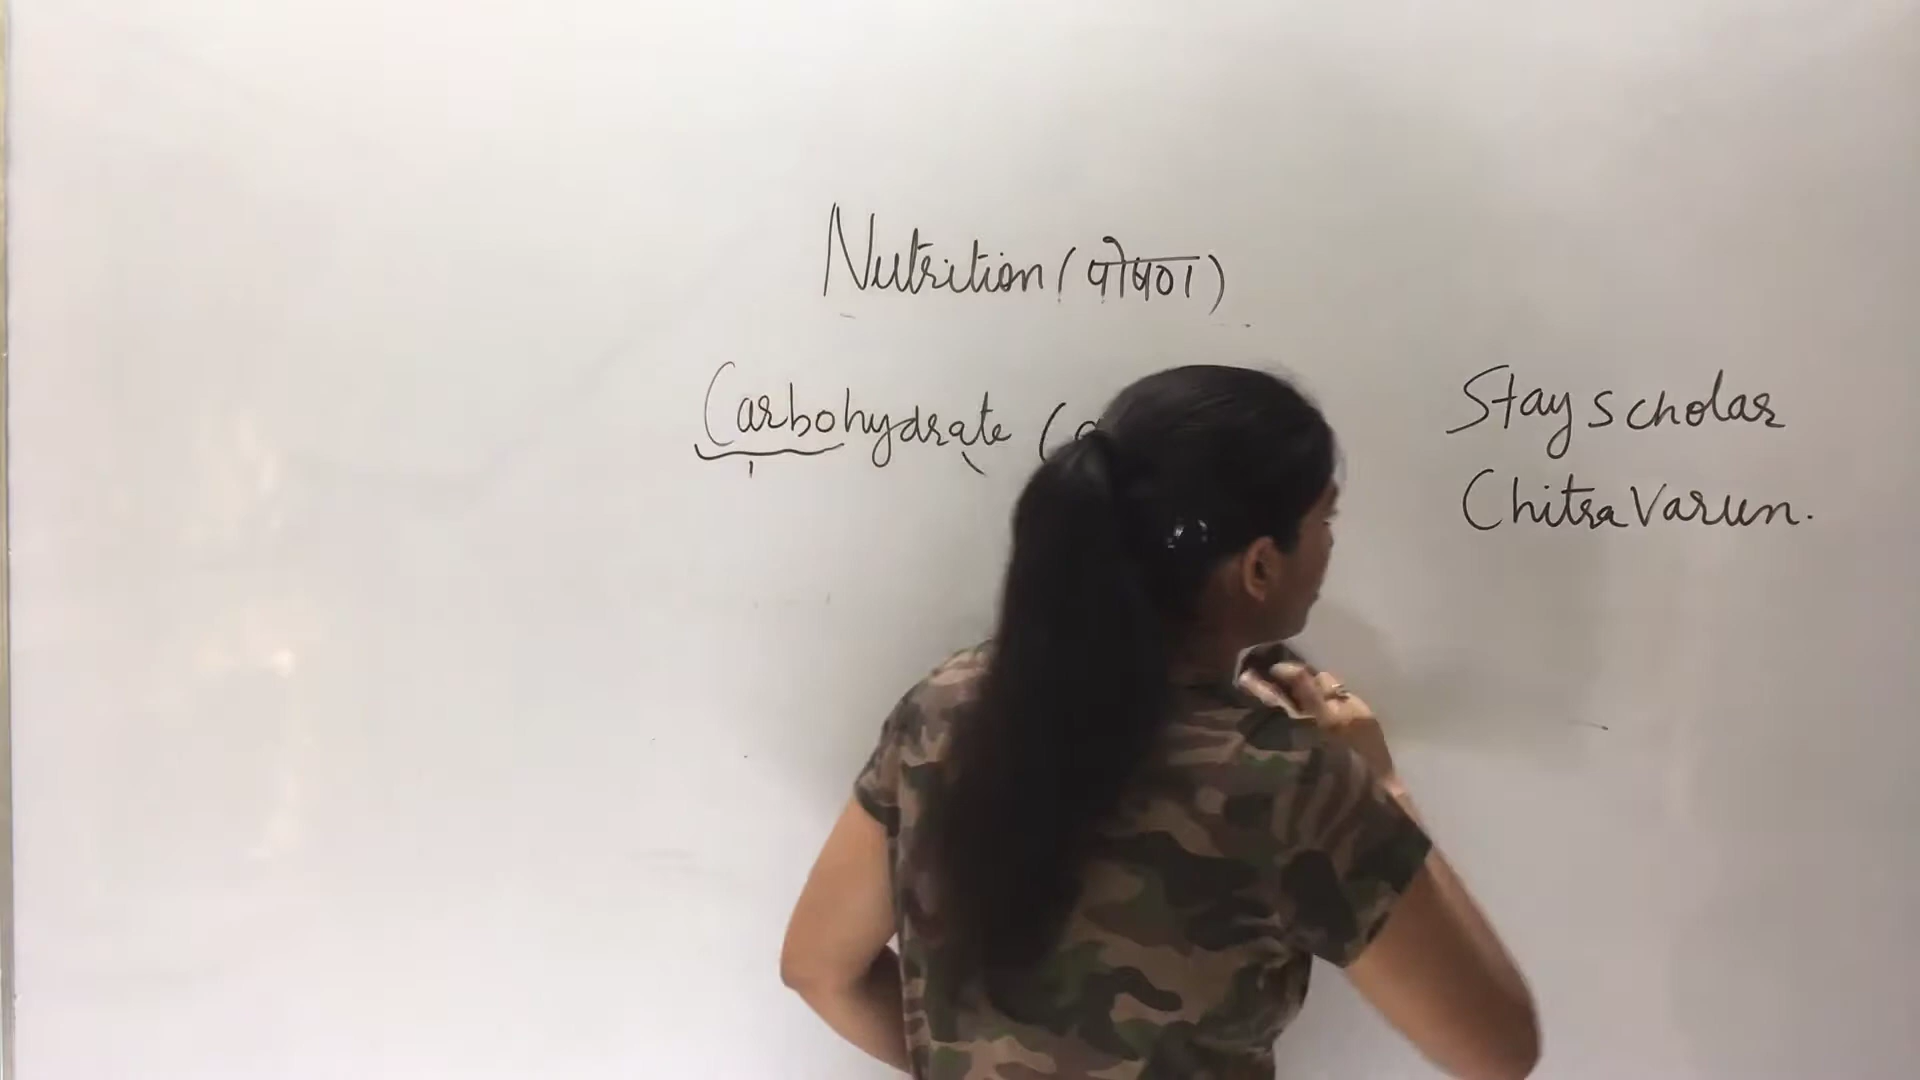 Nutrition (पोषण)
Carbohydrate (
Stay scholar
Chitra Varun.